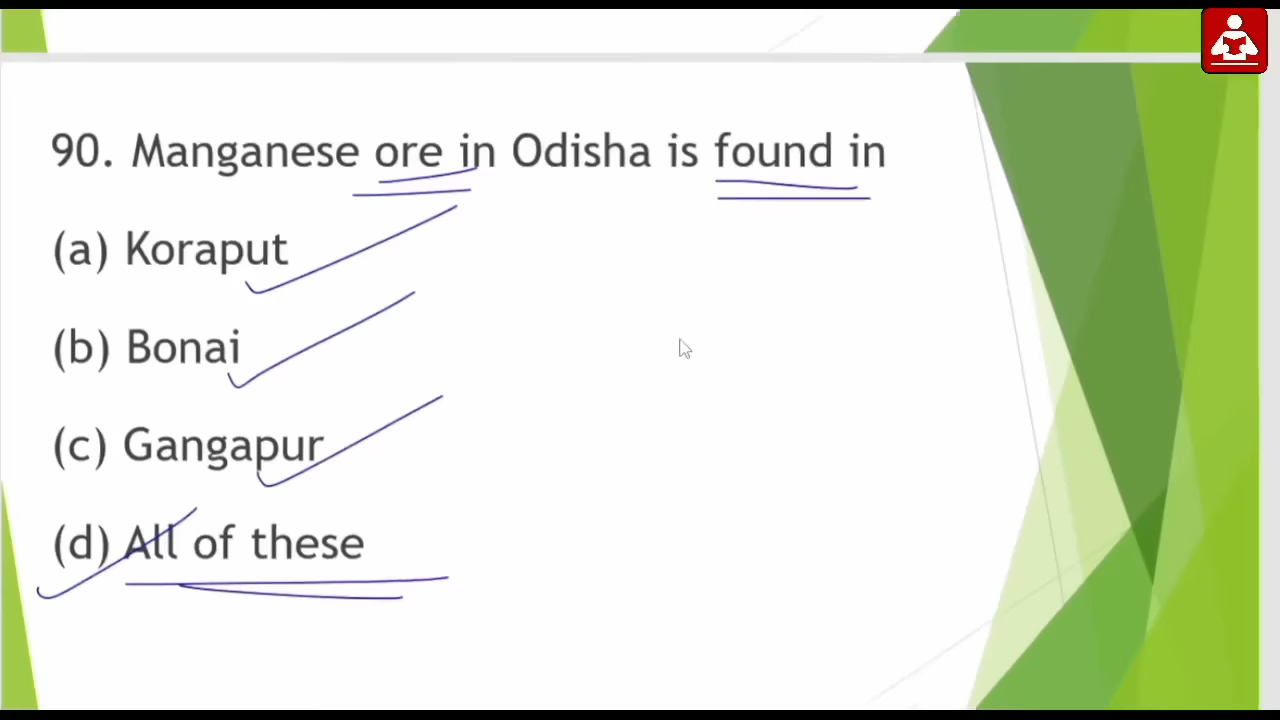 90. Manganese ore in Odisha is found in
(a) Koraput
(b) Bonai
(c) Gangapur
(d) All of these